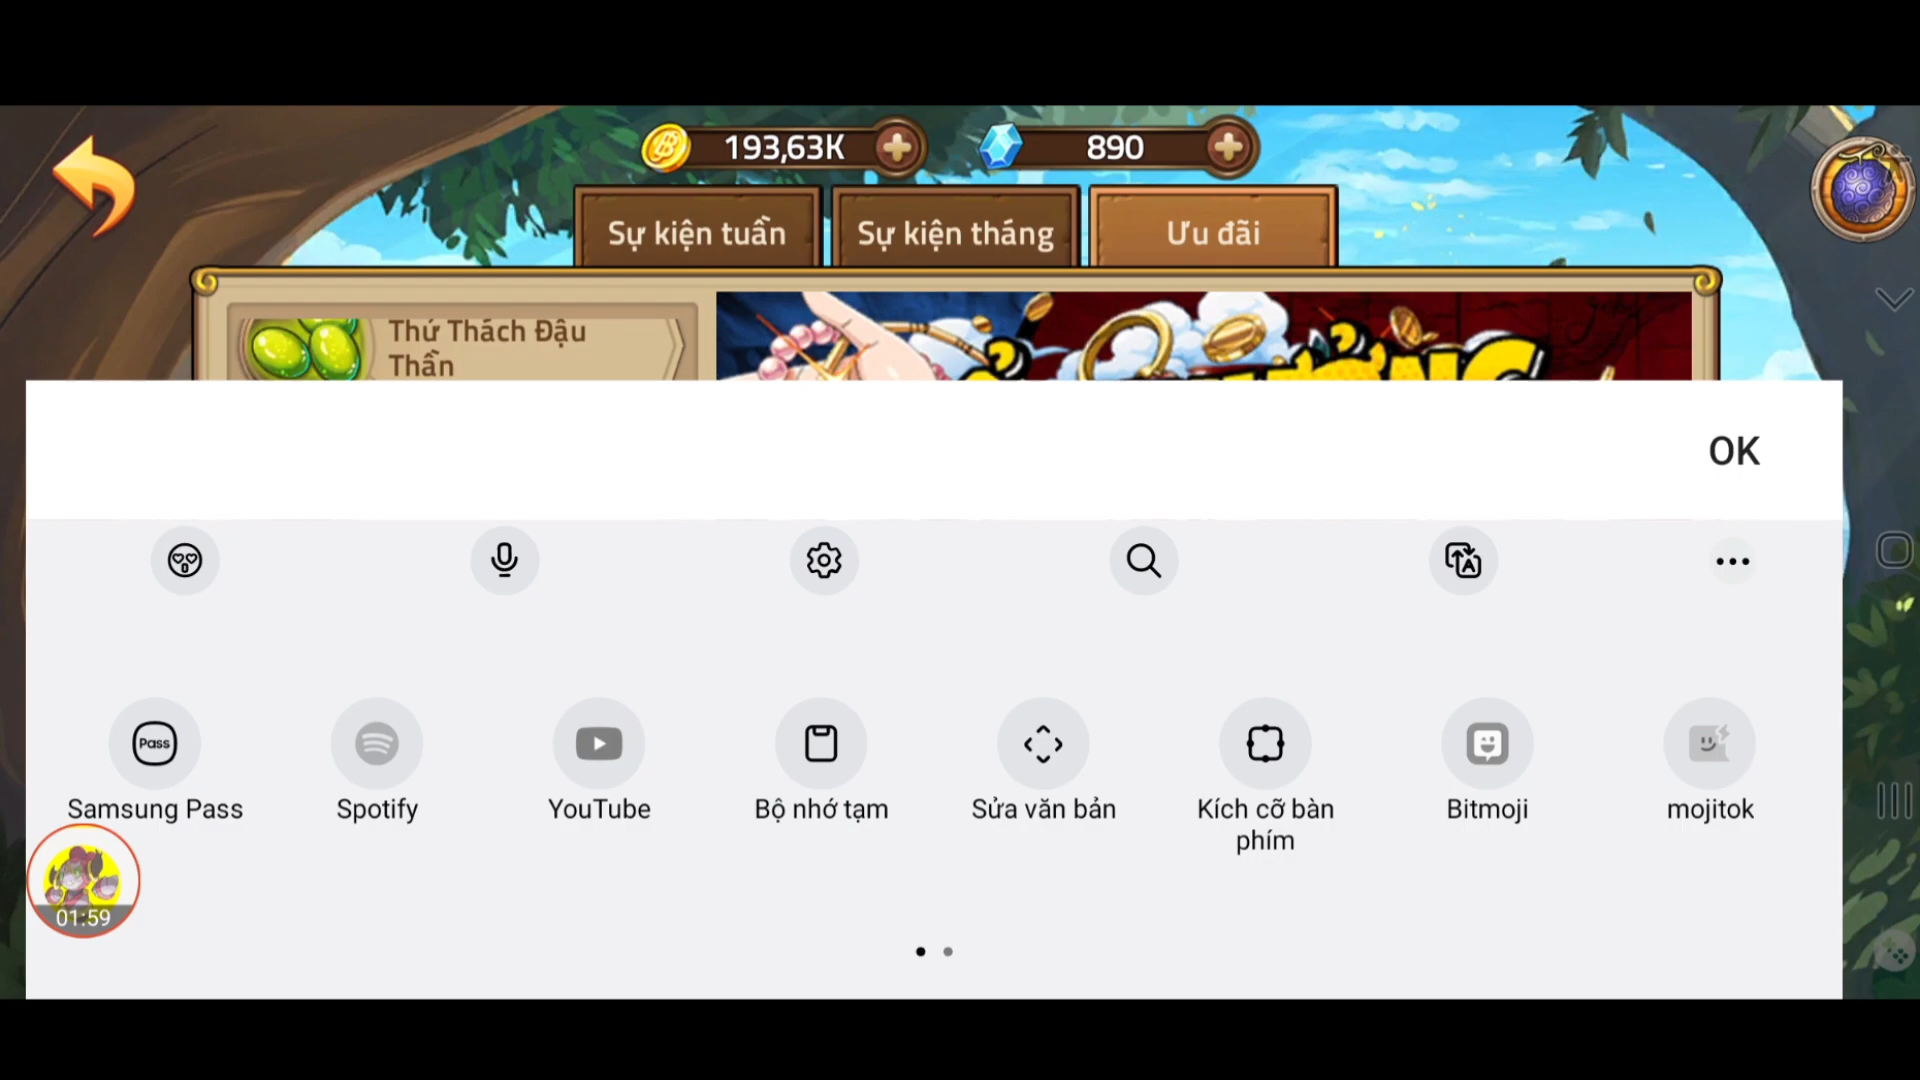 193,63K
890
Sự kiện tuần
Sự kiện tháng
Ưu đãi
Thứ Thách Đậu
Thần
OK
Pass
Samsung Pass
Spotify
YouTube
Bộ nhớ tạm
Sửa văn bản
Kích cỡ bàn
phím
Bitmoji
mojitok
01:59